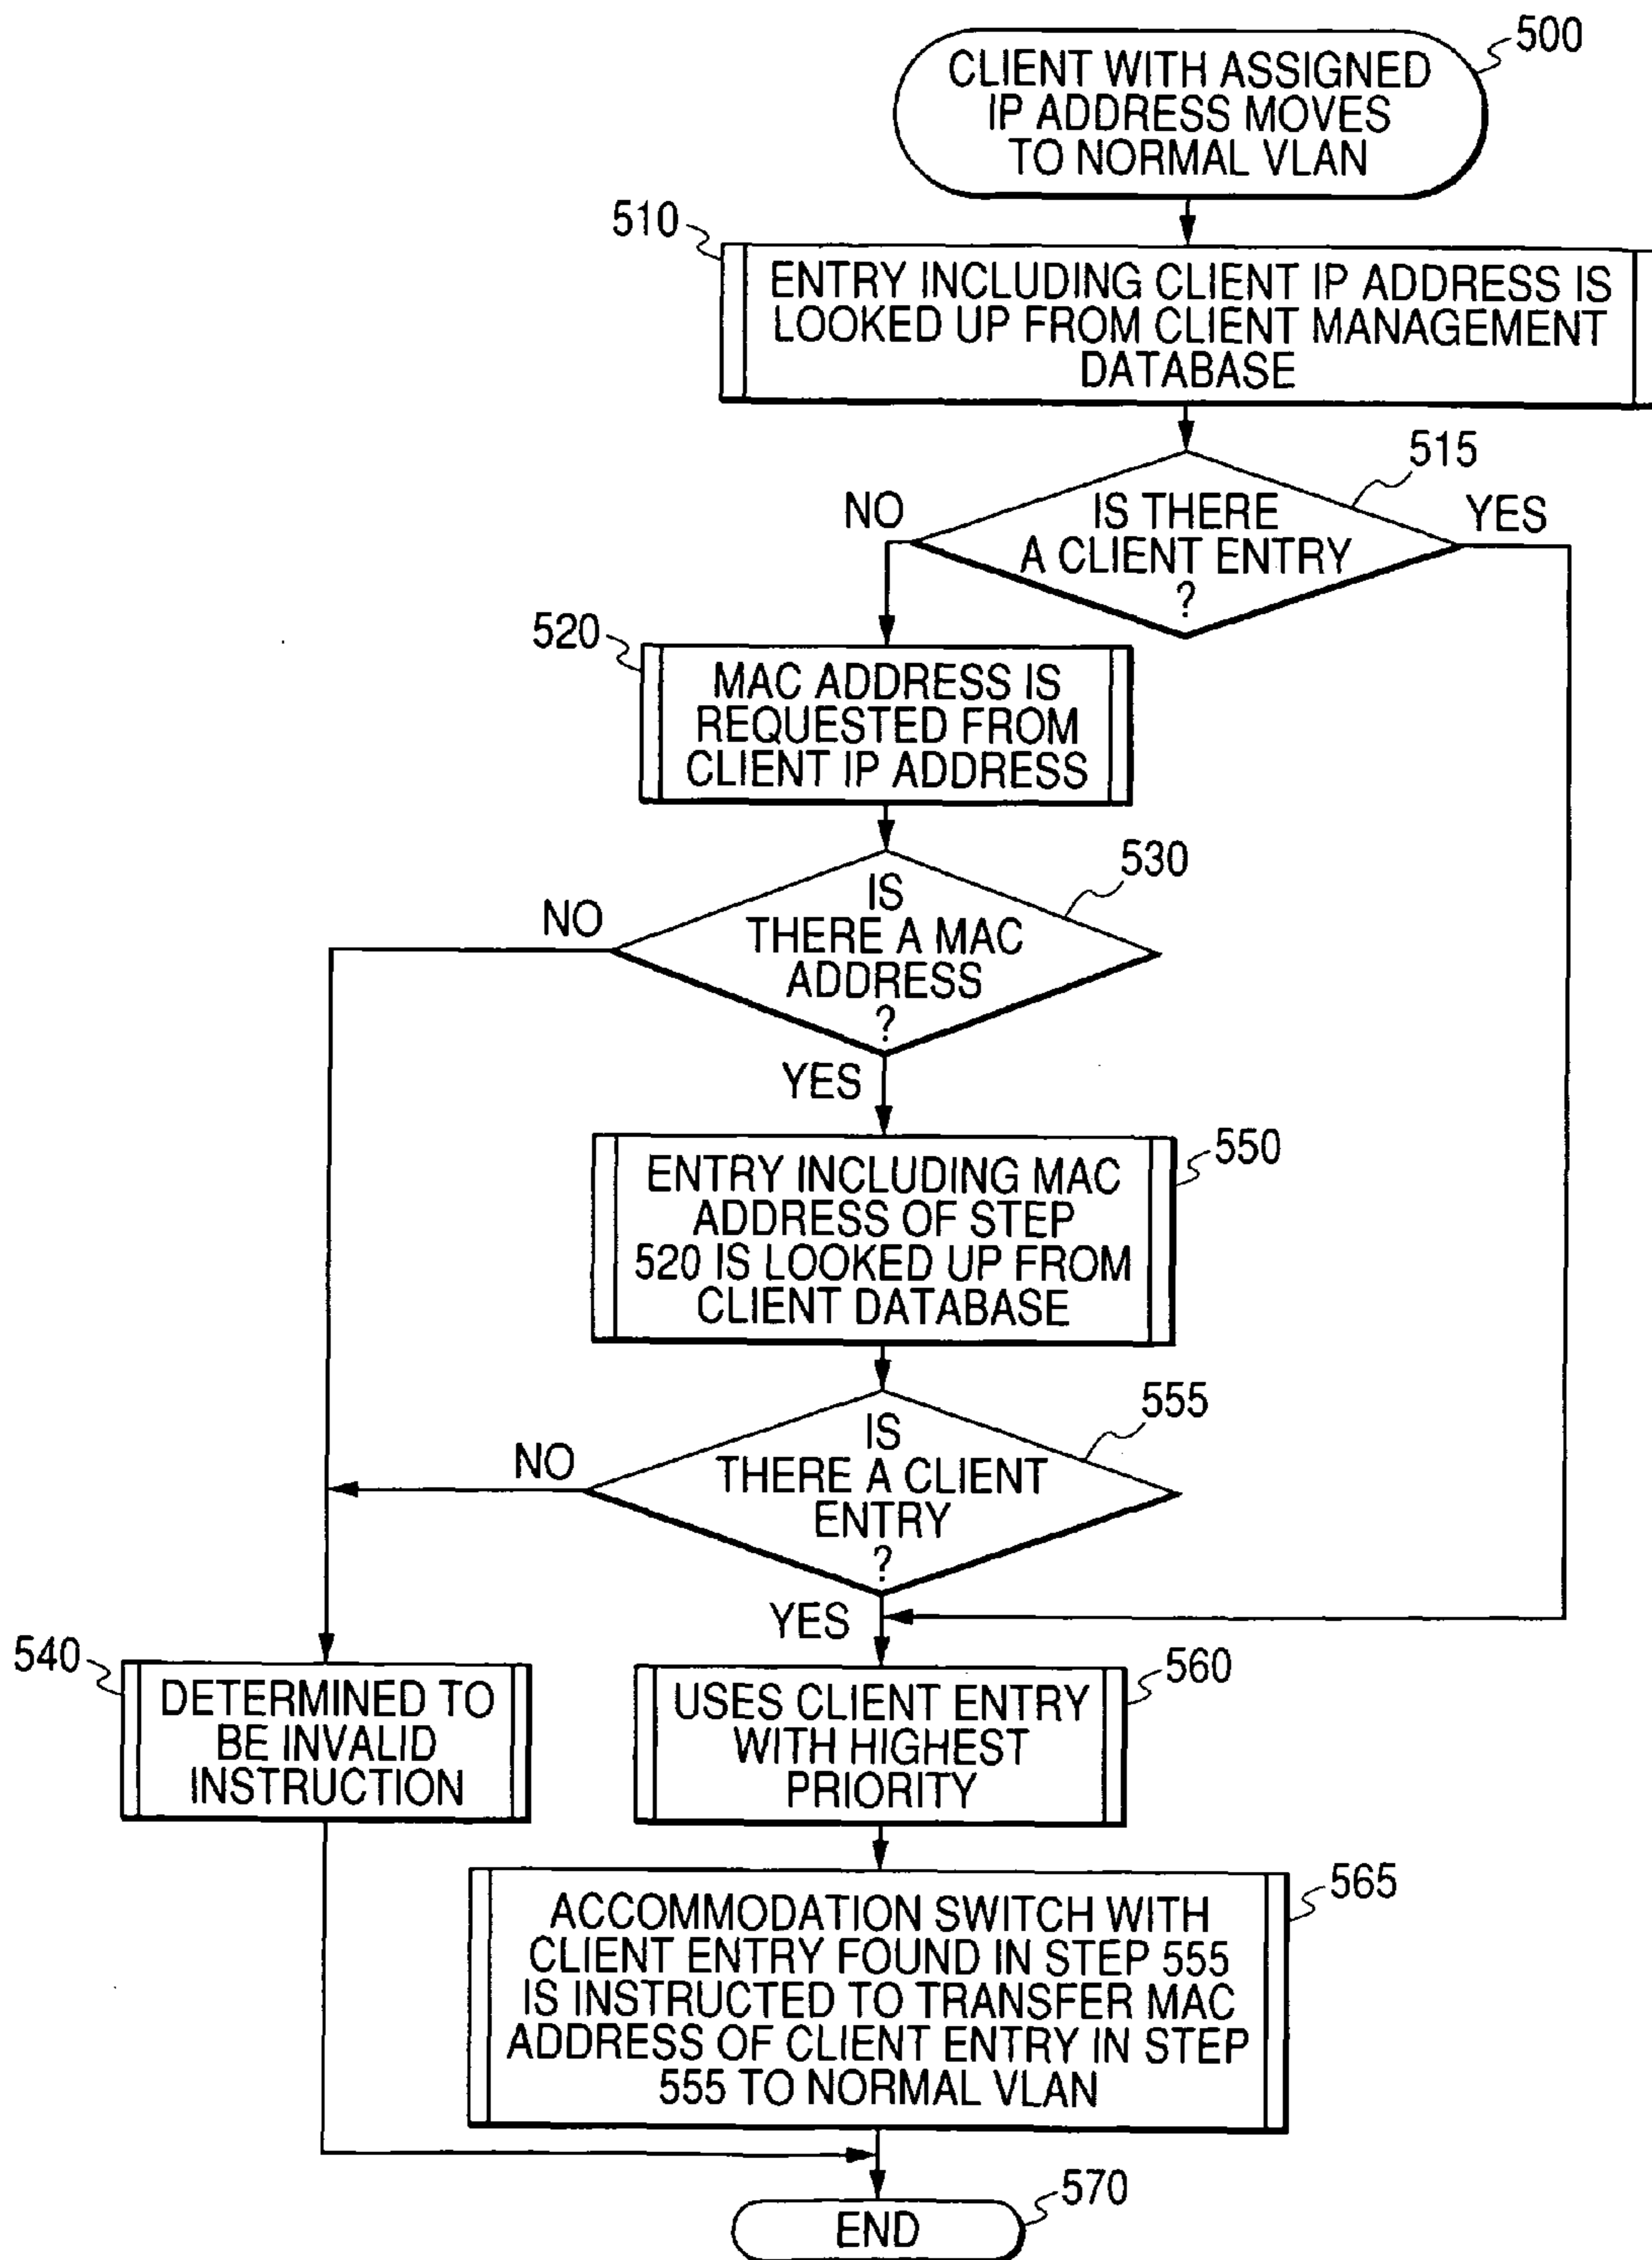 500
CLIENT WITH ASSIGNED
IP ADDRESS MOVES
TO NORMAL VLAN
510
ENTRY INCLUDING CLIENT IP ADDRESS IS
LOOKED UP FROM CLIENT MANAGEMENT
DATABASE
515
NO
YES
IS THERE
A CLIENT ENTRY
?
520
MAC ADDRESS IS
REQUESTED FROM
CLIENT IP ADDRESS
530
NO
IS
THERE A MAC
ADDRESS
?
YES
550
ENTRY INCLUDING MAC
ADDRESS OF STEP
520 IS LOOKED UP FROM
CLIENT DATABASE
555
NO
IS
THERE A CLIENT
ENTRY
?
YES
540
DETERMINED TO
BE INVALID
INSTRUCTION
560
USES CLIENT ENTRY
WITH HIGHEST
PRIORITY
565
ACCOMMODATION SWITCH WITH
CLIENT ENTRY FOUND IN STEP 555
IS INSTRUCTED TO TRANSFER MAC
ADDRESS OF CLIENT ENTRY IN STEP
555 TO NORMAL VLAN
570
END